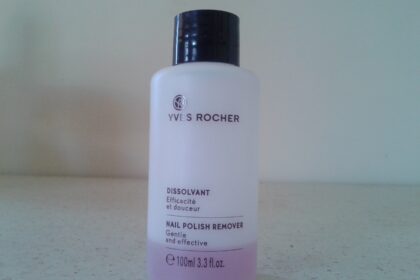 YVES ROCHER
DISSOLVANT
Efficacité
et douceur
NAIL POLISH REMOVER
Gentle
and effective
℮ 100ml 3.3 fl.oz.